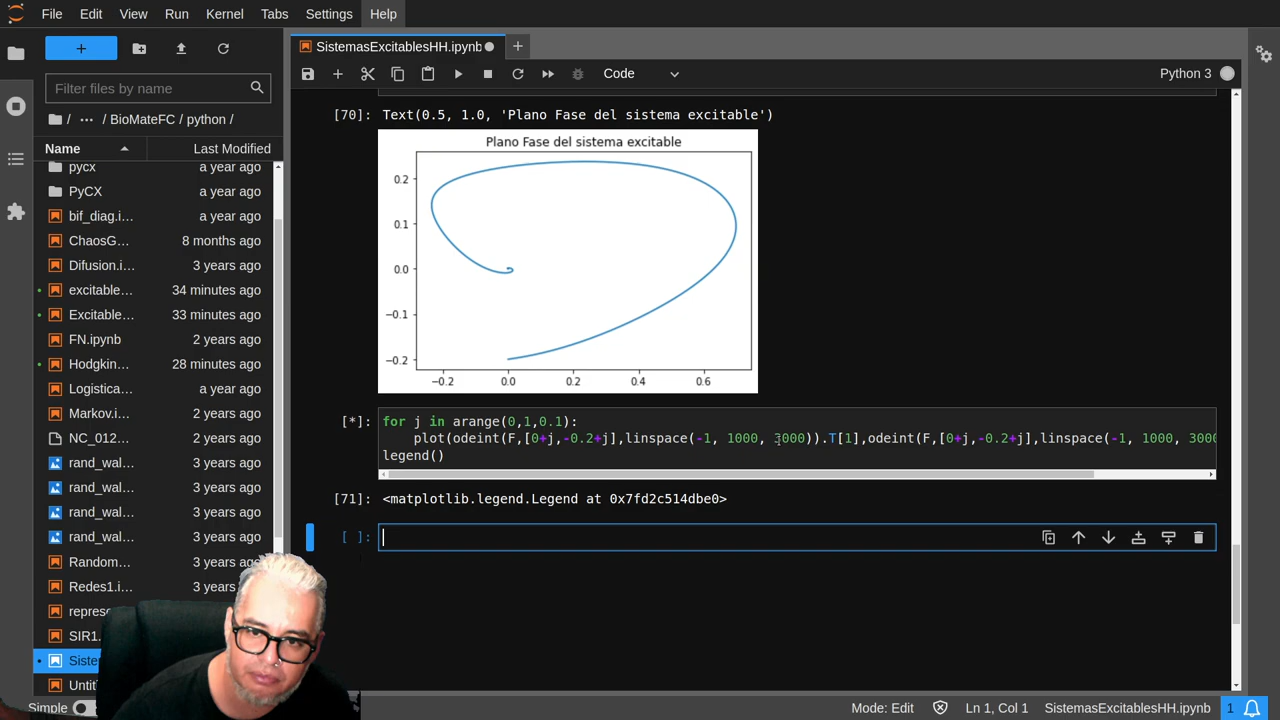 File Edit View Run Kernel Tabs Settings Help
SistemasExcitablesHH.ipynb
Code
Python 3
Filter files by name
/ ... / BioMateFC / python /
Name Last Modified
pycx a year ago
PyCX a year ago
bif_diag.i... a year ago
ChaosG... 8 months ago
Difusion.i... 3 years ago
excitable... 34 minutes ago
Excitable... 33 minutes ago
FN.ipynb 2 years ago
Hodgkin... 28 minutes ago
Logistica... a year ago
Markov.i... 2 years ago
NC_012... 2 years ago
rand_wal... 3 years ago
rand_wal... 3 years ago
rand_wal... 3 years ago
rand_wal... 3 years ago
Random... 3 years ago
Redes1.i... 3 years
repres
SIR1.
Siste
Untit
[70]: Text(0.5, 1.0, 'Plano Fase del sistema excitable')
Plano Fase del sistema excitable
0.2
0.1
0.0
−0.1
−0.2
−0.2 0.0 0.2 0.4 0.6
[*]: for j in arange(0,1,0.1):
plot(odeint(F,[0+j,-0.2+j],linspace(-1, 1000, 3000)).T[1],odeint(F,[0+j,-0.2+j],linspace(-1, 1000, 3000
legend()
[71]: <matplotlib.legend.Legend at 0x7fd2c514dbe0>
[ ]:
Simple
Mode: Edit
Ln 1, Col 1
SistemasExcitablesHH.ipynb
1